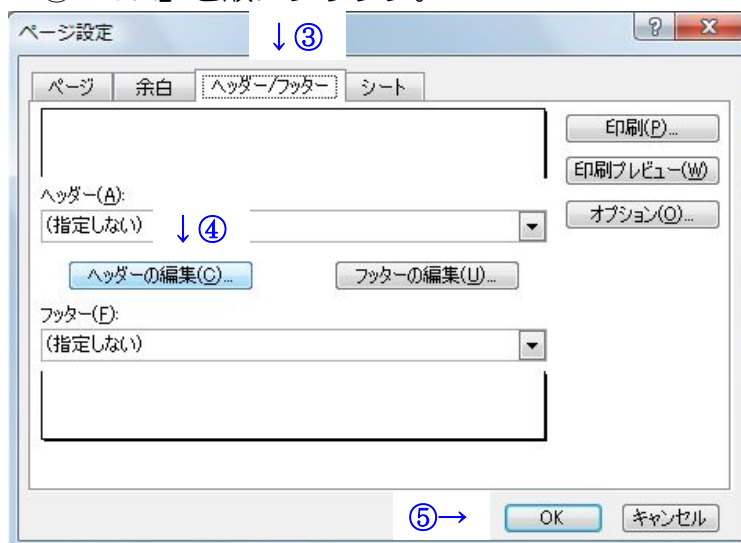 ページ設定
↓③
ページ 余白 ヘッダー/フッター シート
印刷(P)...
印刷プレビュー(W)
ヘッダー(A):
(指定しない)
オプション(O)...
↓④
ヘッダーの編集(C)... フッターの編集(U)...
フッター(F):
(指定しない)
⑤→ OK キャンセル